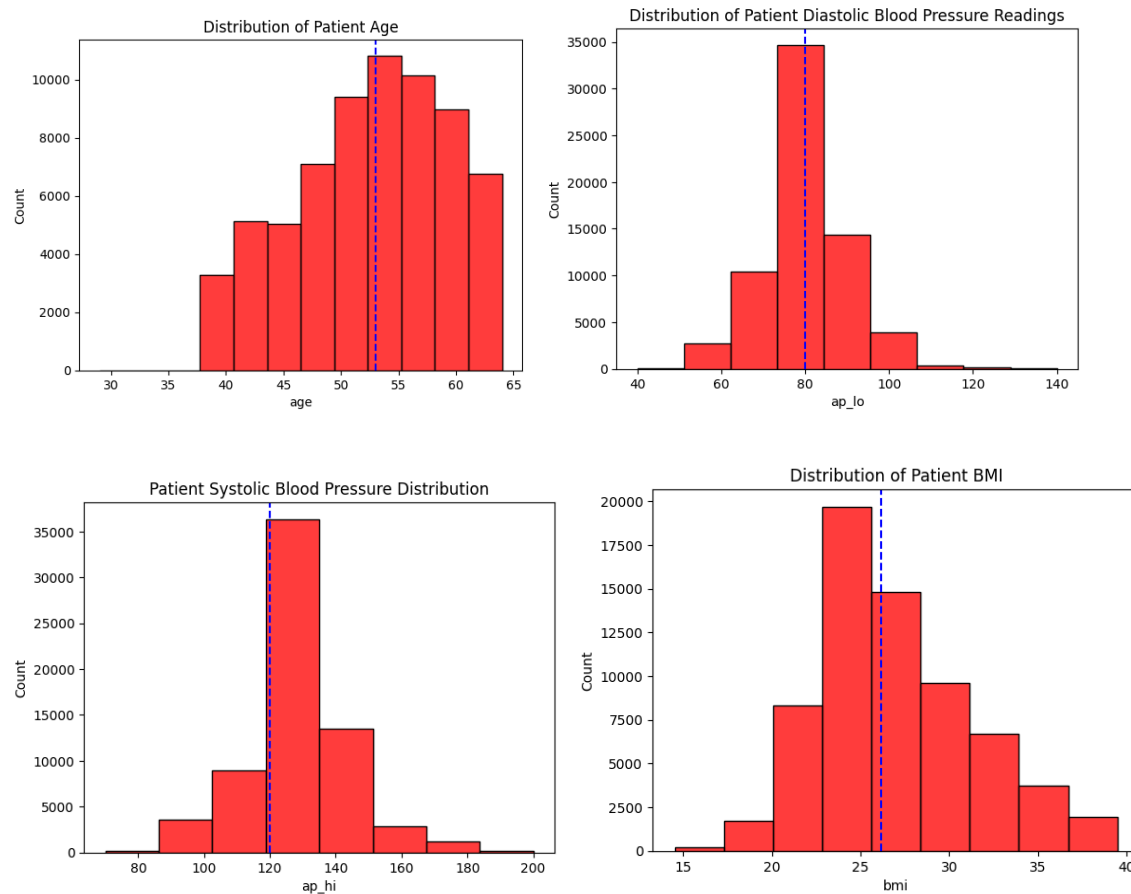 Distribution of Patient Age
Count
10000
8000
6000
4000
2000
0
30 35 40 45 50 55 60 65
age
Distribution of Patient Diastolic Blood Pressure Readings
Count
35000
30000
25000
20000
15000
10000
5000
0
40 60 80 100 120 140
ap_lo
Patient Systolic Blood Pressure Distribution
Count
35000
30000
25000
20000
15000
10000
5000
0
80 100 120 140 160 180 200
ap_hi
Distribution of Patient BMI
Count
20000
17500
15000
12500
10000
7500
5000
2500
0
15 20 25 30 35 40
bmi